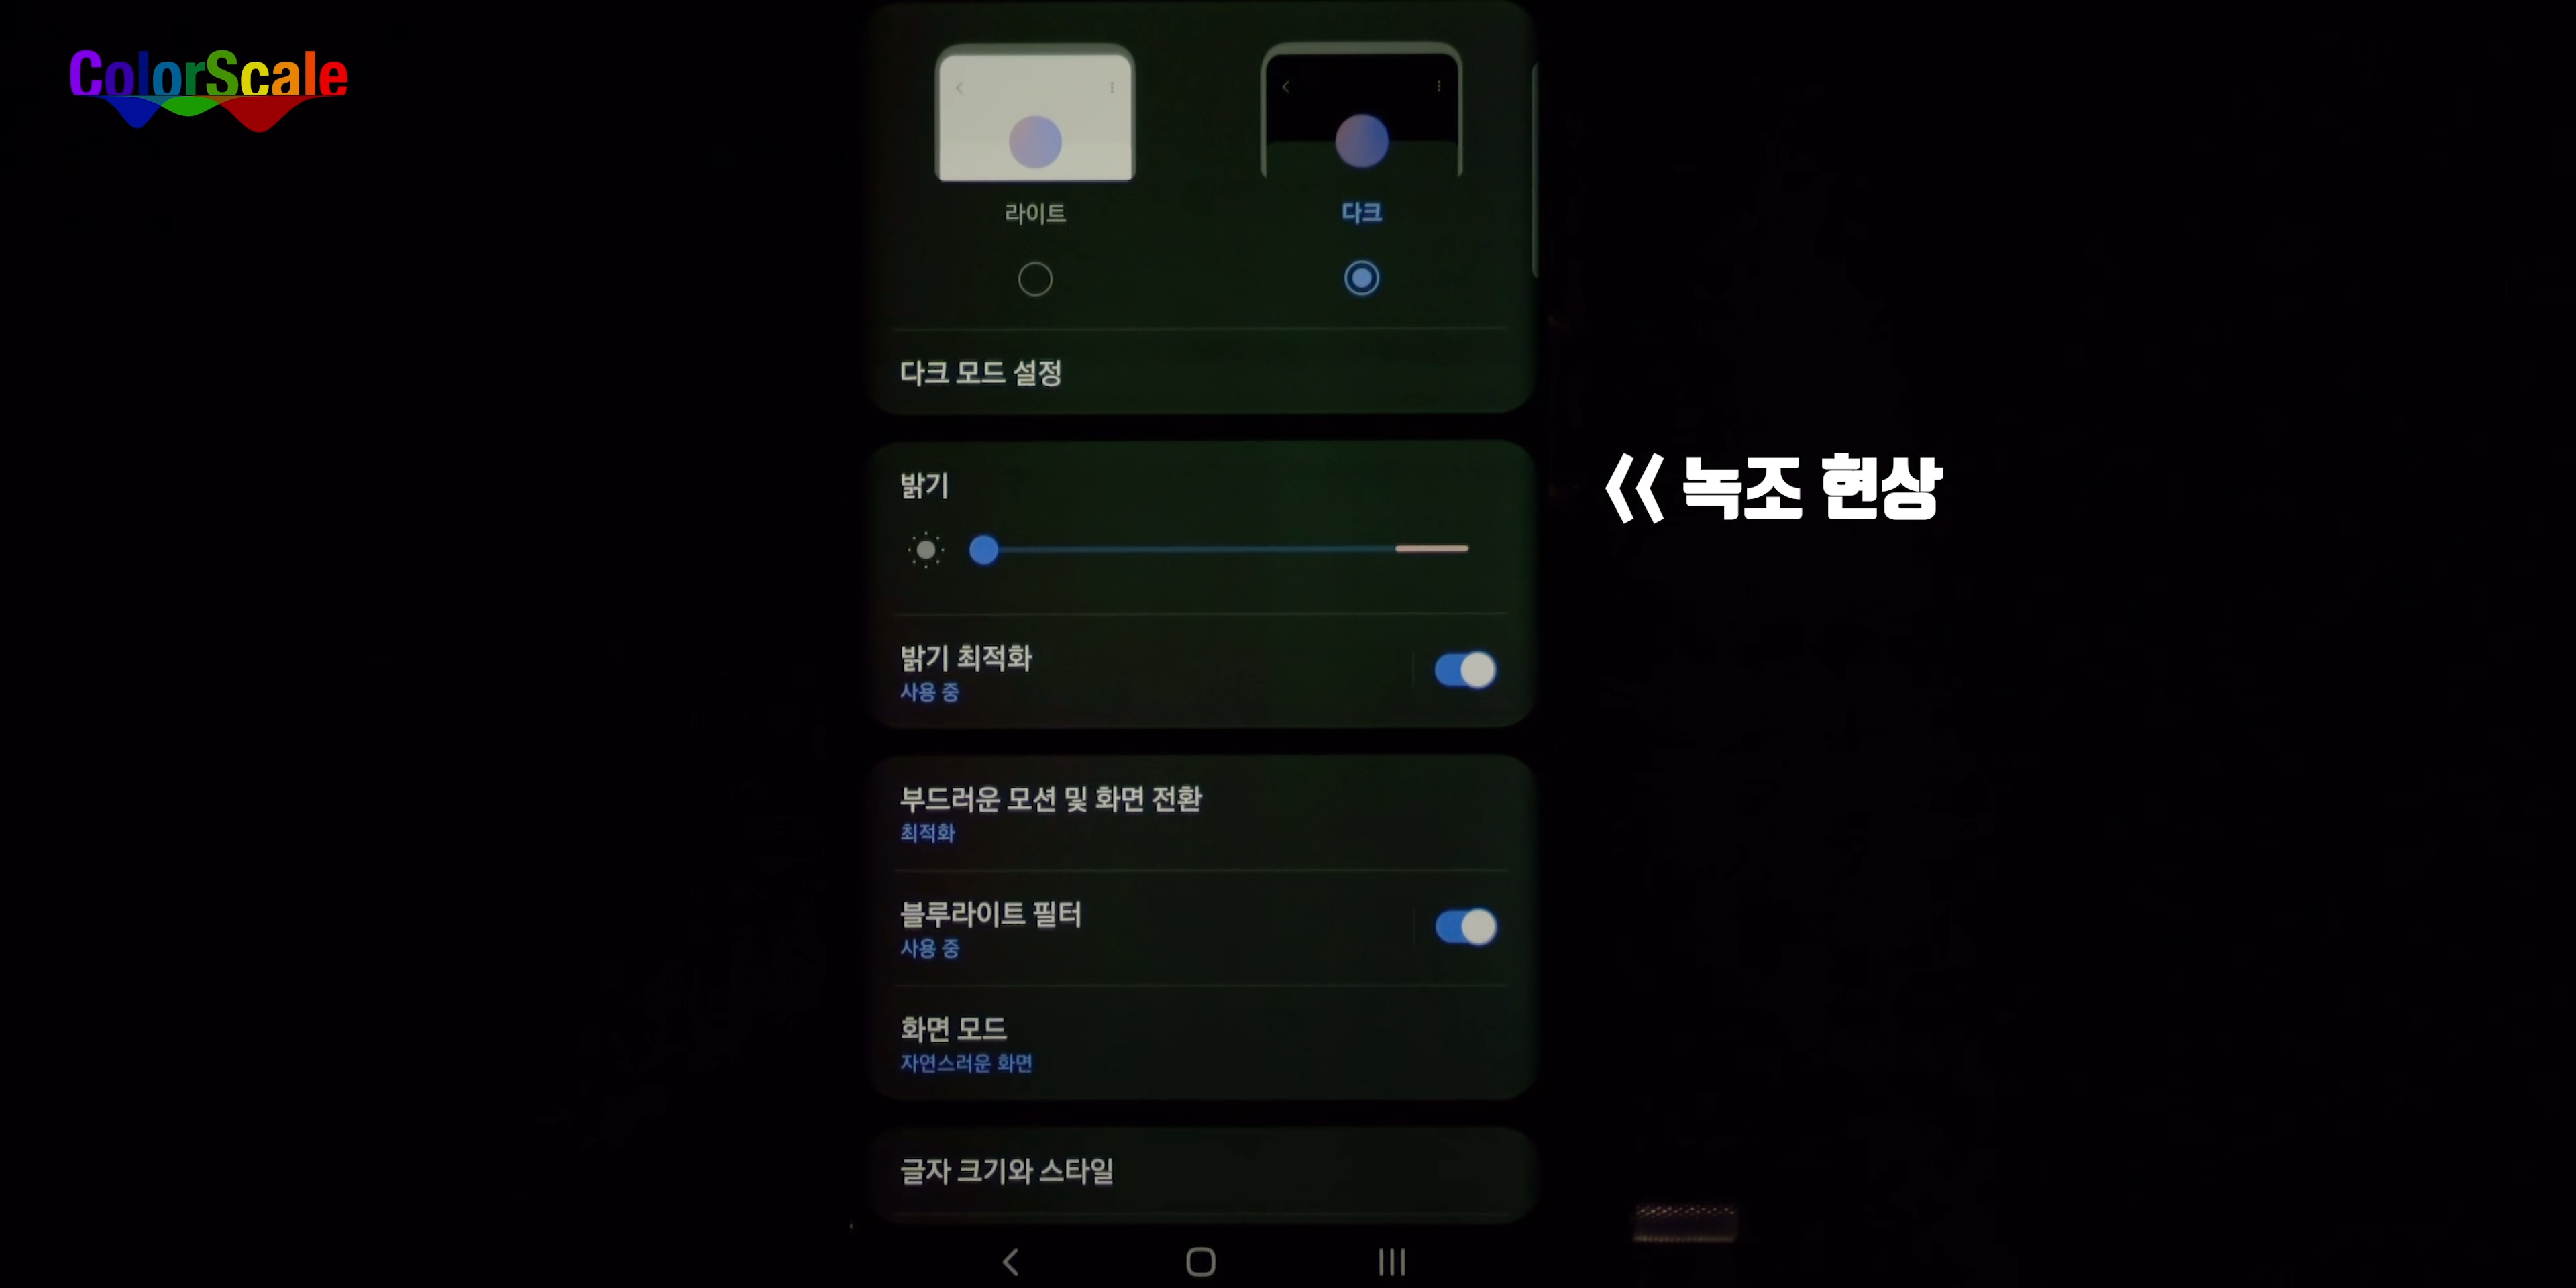 ColorScale
라이트
다크
다크 모드 설정
밝기
<< 녹조 현상
밝기 최적화
사용 중
부드러운 모션 및 화면 전환
최적화
블루라이트 필터
사용 중
화면 모드
자연스러운 화면
글자 크기와 스타일